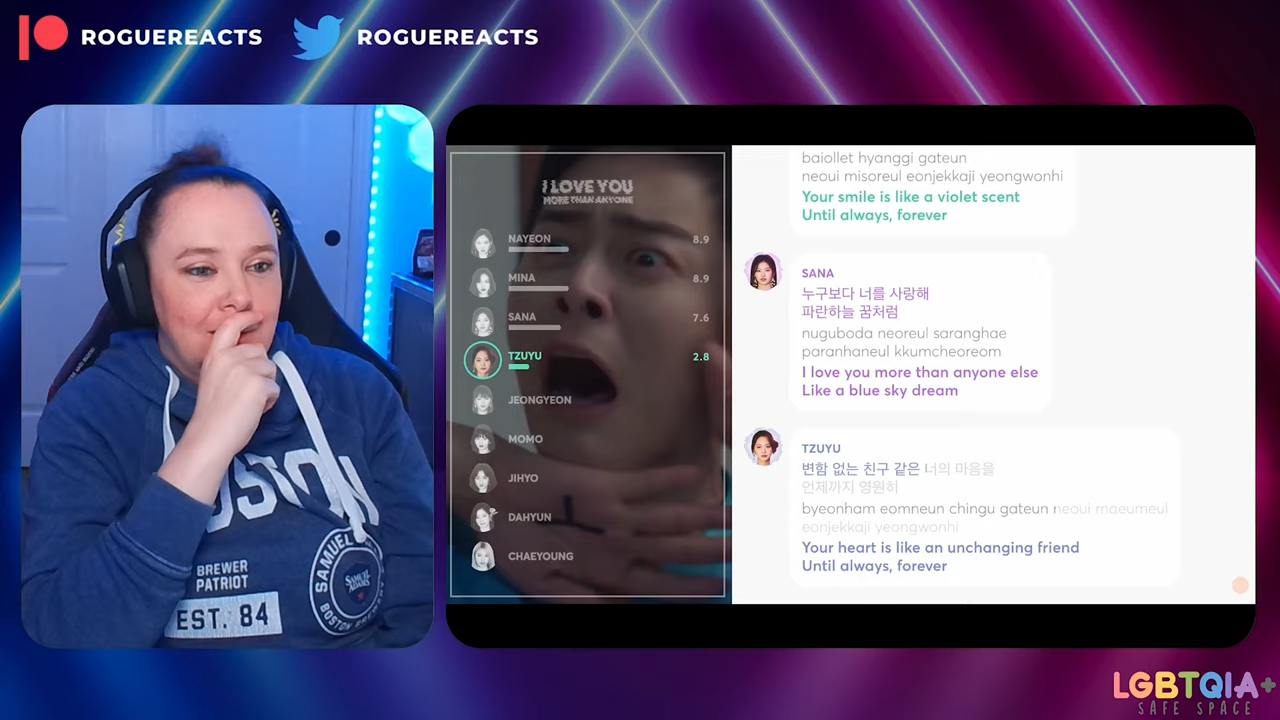 ROGUEREACTS
ROGUEREACTS
I LOVE YOU
MORE THAN ANYONE
NAYEON 8.9
MINA 8.9
SANA 7.6
TZUYU 2.8
JEONGYEON
MOMO
JIHYO
DAHYUN
CHAEYOUNG
baiollet hyanggi gateun
neoui misoreul eonjekkaji yeongwonhi
Your smile is like a violet scent
Until always, forever
SANA
누구보다 너를 사랑해
파란하늘 꿈처럼
nuguboda neoreul saranghae
paranhaneul kkumcheoreom
I love you more than anyone else
Like a blue sky dream
TZUYU
변함 없는 친구 같은 너의 마음을
언제까지 영원히
byeonham eomneun chingu gateun neoui maeumeul
eonjekkaji yeongwonhi
Your heart is like an unchanging friend
Until always, forever
BOSTON
BREWER
PATRIOT
EST. 84
SAMUEL
SAMUEL
ADAMS
LGBTQIA+
SAFE SPACE